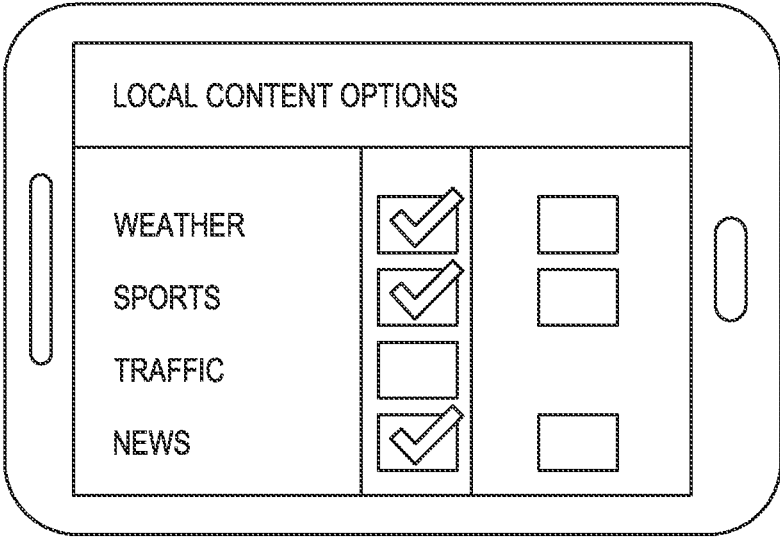 LOCAL CONTENT OPTIONS
WEATHER
SPORTS
TRAFFIC
NEWS